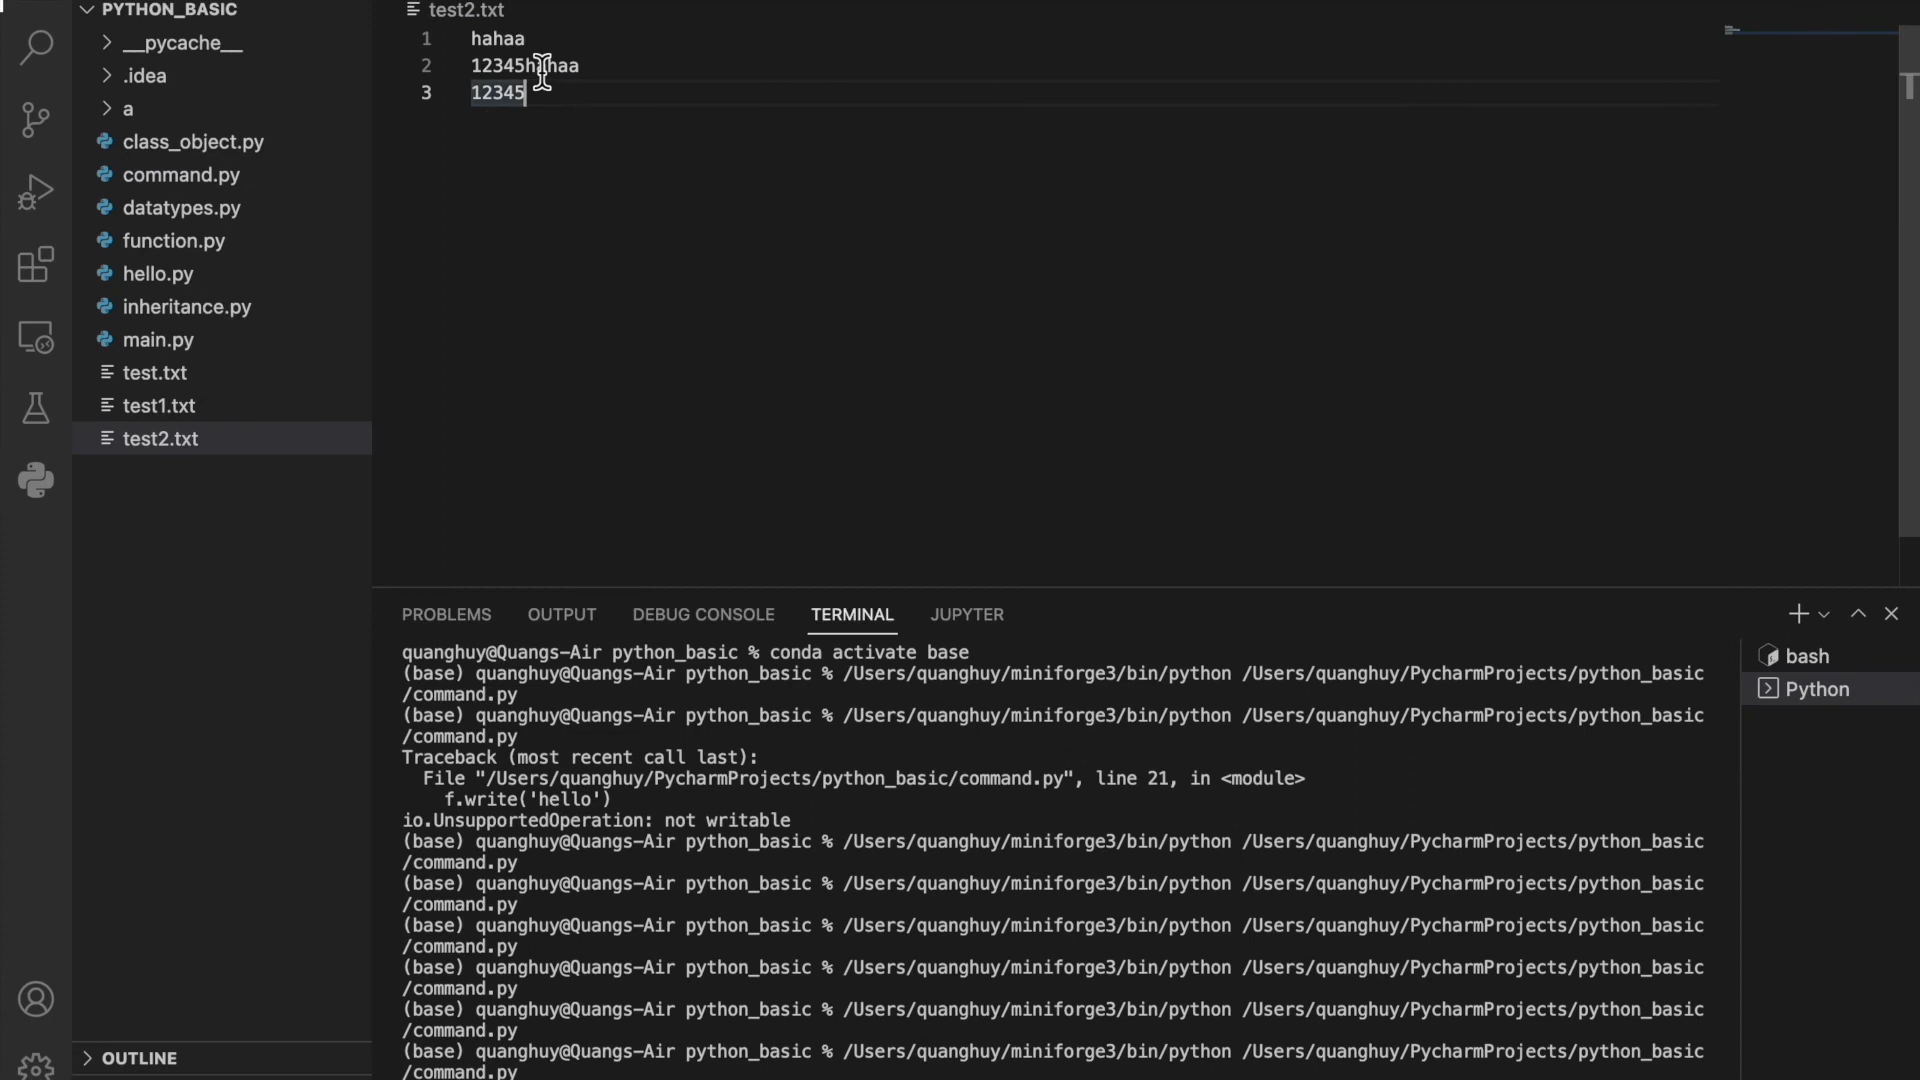 PYTHON_BASIC
__pycache__
.idea
a
class_object.py
command.py
datatypes.py
function.py
hello.py
inheritance.py
main.py
test.txt
test1.txt
test2.txt
OUTLINE
test2.txt
1 hahaa
2 12345hahaa
3 12345
PROBLEMS OUTPUT DEBUG CONSOLE TERMINAL JUPYTER
quanghuy@Quangs-Air python_basic % conda activate base
(base) quanghuy@Quangs-Air python_basic % /Users/quanghuy/miniforge3/bin/python /Users/quanghuy/PycharmProjects/python_basic
/command.py
(base) quanghuy@Quangs-Air python_basic % /Users/quanghuy/miniforge3/bin/python /Users/quanghuy/PycharmProjects/python_basic
/command.py
Traceback (most recent call last):
File "/Users/quanghuy/PycharmProjects/python_basic/command.py", line 21, in <module>
f.write('hello')
io.UnsupportedOperation: not writable
(base) quanghuy@Quangs-Air python_basic % /Users/quanghuy/miniforge3/bin/python /Users/quanghuy/PycharmProjects/python_basic
/command.py
(base) quanghuy@Quangs-Air python_basic % /Users/quanghuy/miniforge3/bin/python /Users/quanghuy/PycharmProjects/python_basic
/command.py
(base) quanghuy@Quangs-Air python_basic % /Users/quanghuy/miniforge3/bin/python /Users/quanghuy/PycharmProjects/python_basic
/command.py
(base) quanghuy@Quangs-Air python_basic % /Users/quanghuy/miniforge3/bin/python /Users/quanghuy/PycharmProjects/python_basic
/command.py
(base) quanghuy@Quangs-Air python_basic % /Users/quanghuy/miniforge3/bin/python /Users/quanghuy/PycharmProjects/python_basic
/command.py
(base) quanghuy@Quangs-Air python_basic % /Users/quanghuy/miniforge3/bin/python /Users/quanghuy/PycharmProjects/python_basic
/command.py
bash
Python